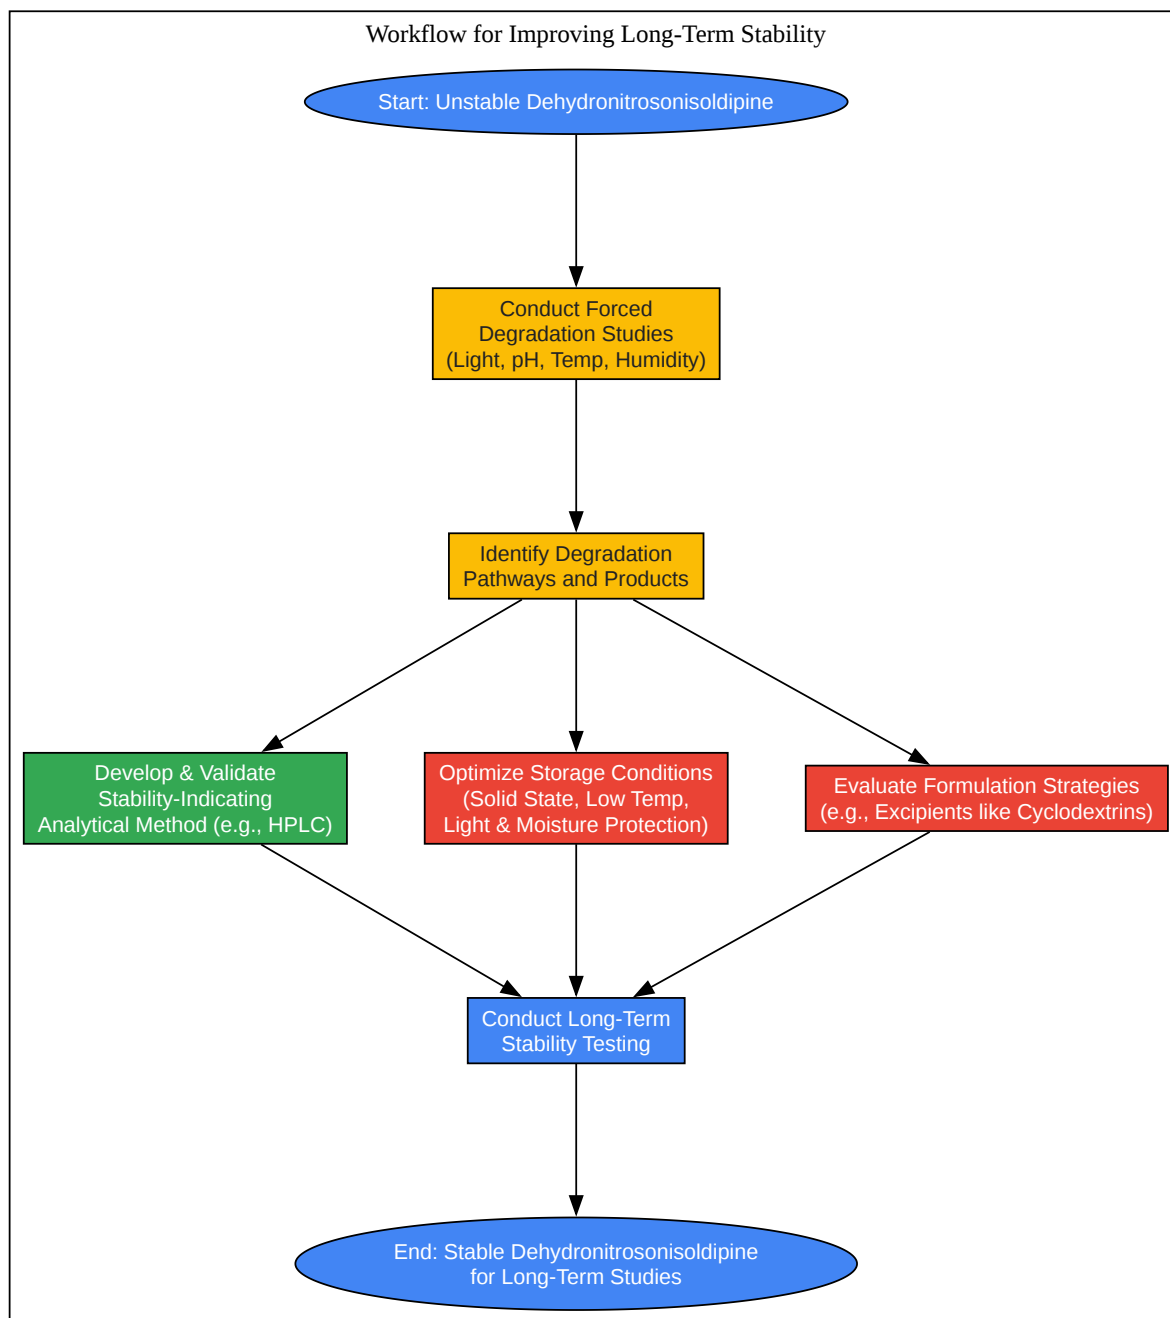 Workflow for Improving Long-Term Stability
Start: Unstable Dehydronitrosonisoldipine
Conduct Forced
Degradation Studies
(Light, pH, Temp, Humidity)
Identify Degradation
Pathways and Products
Develop & Validate
Stability-Indicating
Analytical Method (e.g., HPLC)
Optimize Storage Conditions
(Solid State, Low Temp,
Light & Moisture Protection)
Evaluate Formulation Strategies
(e.g., Excipients like Cyclodextrins)
Conduct Long-Term
Stability Testing
End: Stable Dehydronitrosonisoldipine
for Long-Term Studies